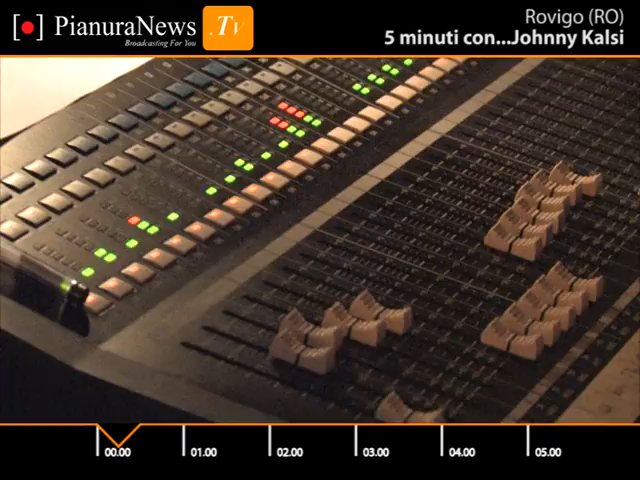 [•] PianuraNews .Tv
Broadcasting For You
Rovigo (RO)
5 minuti con...Johnny Kalsi
00.00 01.00 02.00 03.00 04.00 05.00